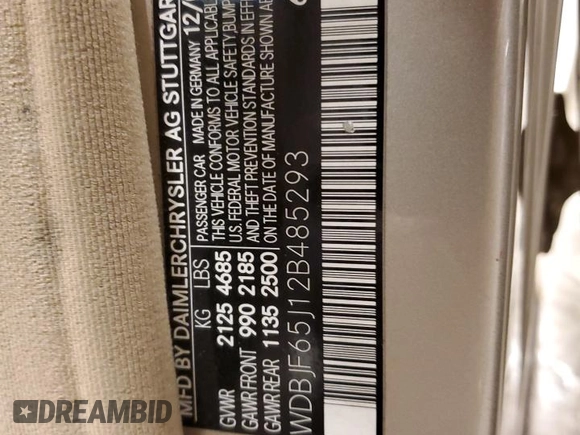 MFD BY DAIMLERCHRYSLER AG STUTTGAR
12/
KG LBS
GVWR 2125 4685
GAWR FRONT 990 2185
GAWR REAR 1135 2500
PASSENGER CAR MADE IN GERMANY
THIS VEHICLE CONFORMS TO ALL APPLICABLE
U.S. FEDERAL MOTOR VEHICLE SAFETY, BUMP
AND THEFT PREVENTION STANDARDS IN EFF
ON THE DATE OF MANUFACTURE SHOWN AB
WDBJF65J12B485293
DREAMBID